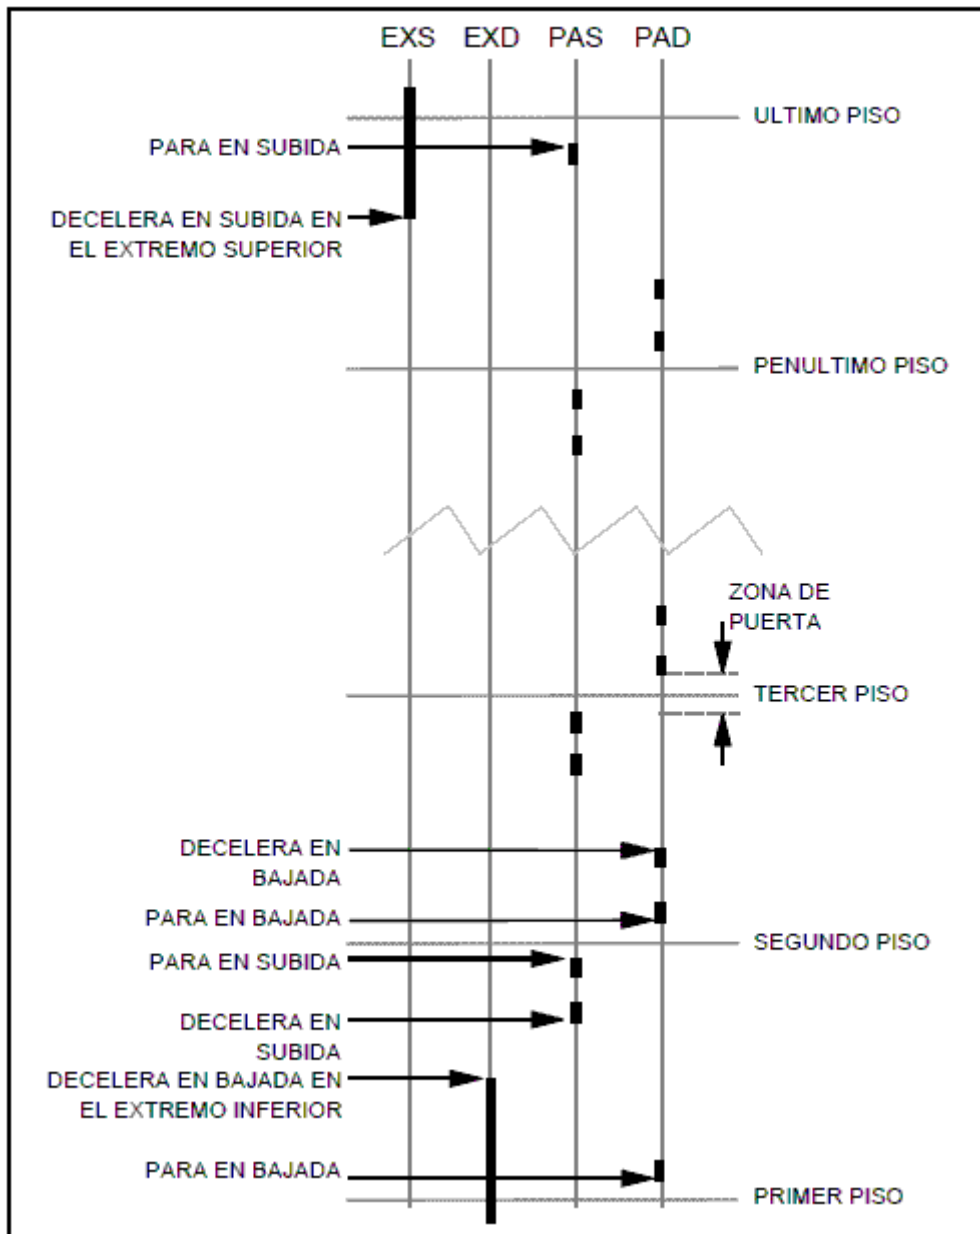 EXS EXD PAS PAD
ULTIMO PISO
PARA EN SUBIDA
DECELERA EN SUBIDA EN
EL EXTREMO SUPERIOR
PENULTIMO PISO
ZONA DE
PUERTA
TERCER PISO
DECELERA EN
BAJADA
PARA EN BAJADA
SEGUNDO PISO
PARA EN SUBIDA
DECELERA EN
SUBIDA
DECELERA EN BAJADA EN
EL EXTREMO INFERIOR
PARA EN BAJADA
PRIMER PISO